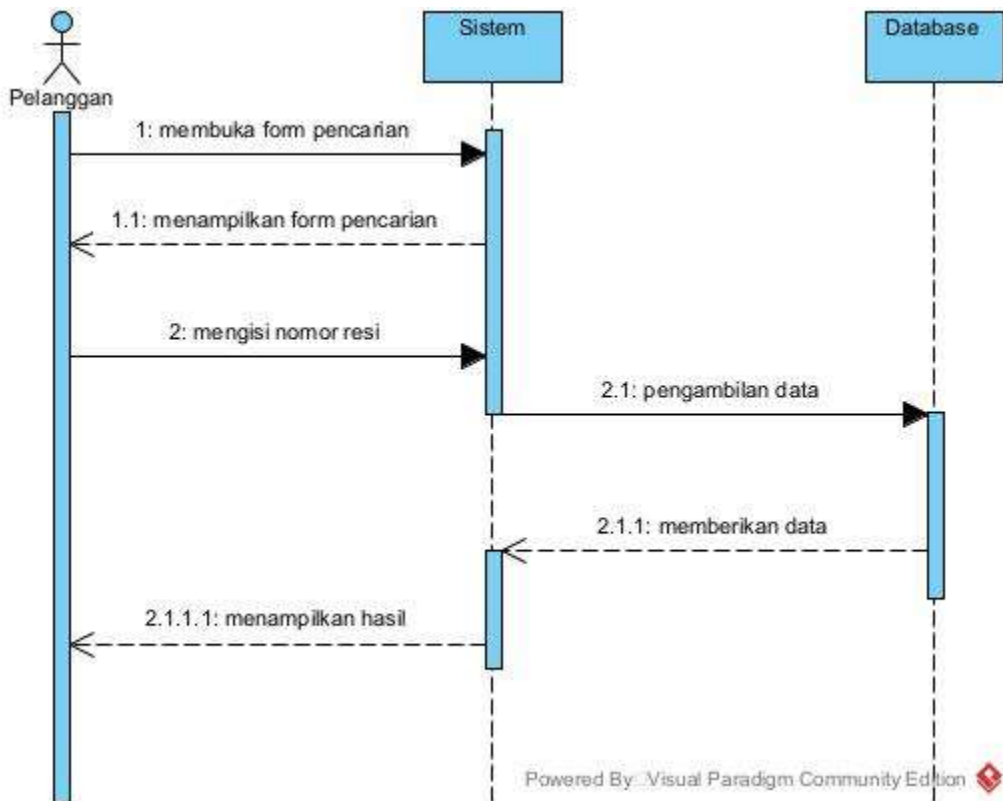 Sistem
Database
Pelanggan
1: membuka form pencarian
1.1: menampilkan form pencarian
2: mengisi nomor resi
2.1: pengambilan data
2.1.1: memberikan data
2.1.1.1: menampilkan hasil
Powered By: Visual Paradigm Community Edition